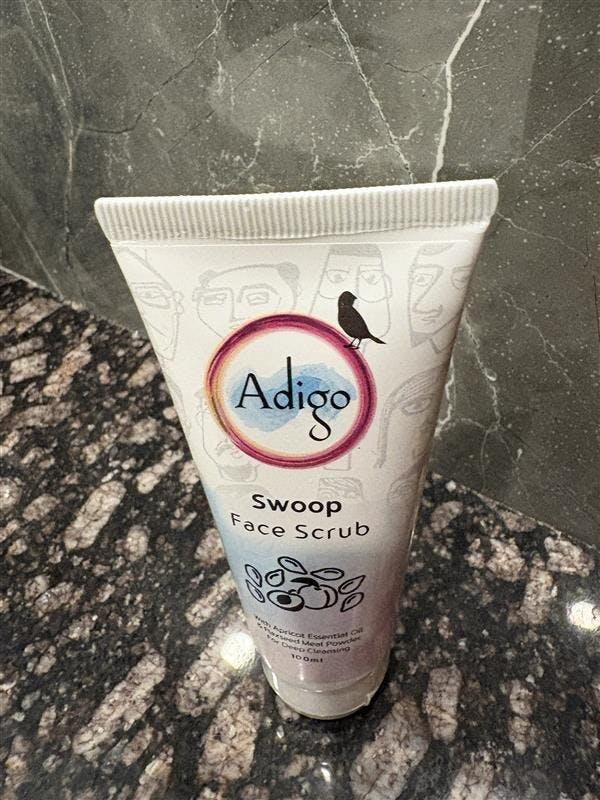 Adigo
Swoop
Face Scrub
With Apricot Essential Oil
& Flaxseed Meal Powder
For Deep Cleansing
100ml